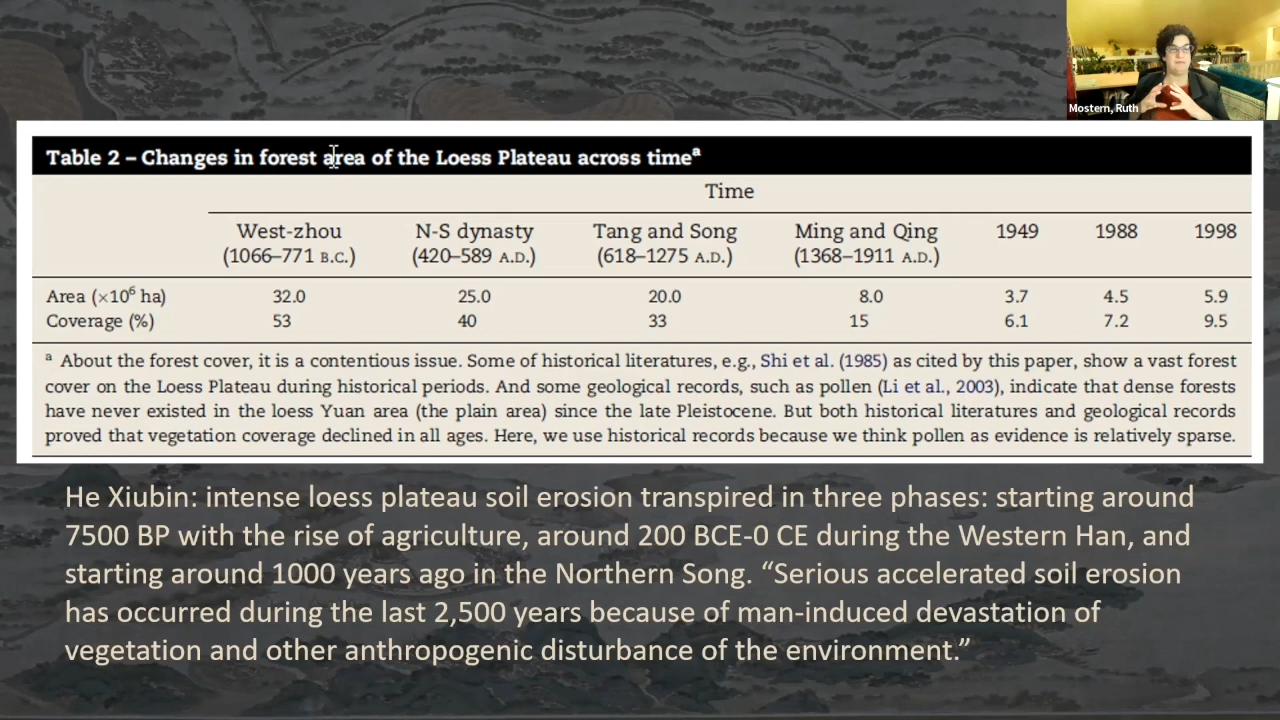 Mostern, Ruth
Table 2 – Changes in forest area of the Loess Plateau across timeᵃ
Time
West-zhou N-S dynasty Tang and Song Ming and Qing 1949 1988 1998
(1066–771 B.C.) (420–589 A.D.) (618–1275 A.D.) (1368–1911 A.D.)
Area (×10⁶ ha) 32.0 25.0 20.0 8.0 3.7 4.5 5.9
Coverage (%) 53 40 33 15 6.1 7.2 9.5
ᵃ About the forest cover, it is a contentious issue. Some of historical literatures, e.g., Shi et al. (1985) as cited by this paper, show a vast forest
cover on the Loess Plateau during historical periods. And some geological records, such as pollen (Li et al., 2003), indicate that dense forests
have never existed in the loess Yuan area (the plain area) since the late Pleistocene. But both historical literatures and geological records
proved that vegetation coverage declined in all ages. Here, we use historical records because we think pollen as evidence is relatively sparse.
He Xiubin: intense loess plateau soil erosion transpired in three phases: starting around
7500 BP with the rise of agriculture, around 200 BCE-0 CE during the Western Han, and
starting around 1000 years ago in the Northern Song. “Serious accelerated soil erosion
has occurred during the last 2,500 years because of man-induced devastation of
vegetation and other anthropogenic disturbance of the environment.”